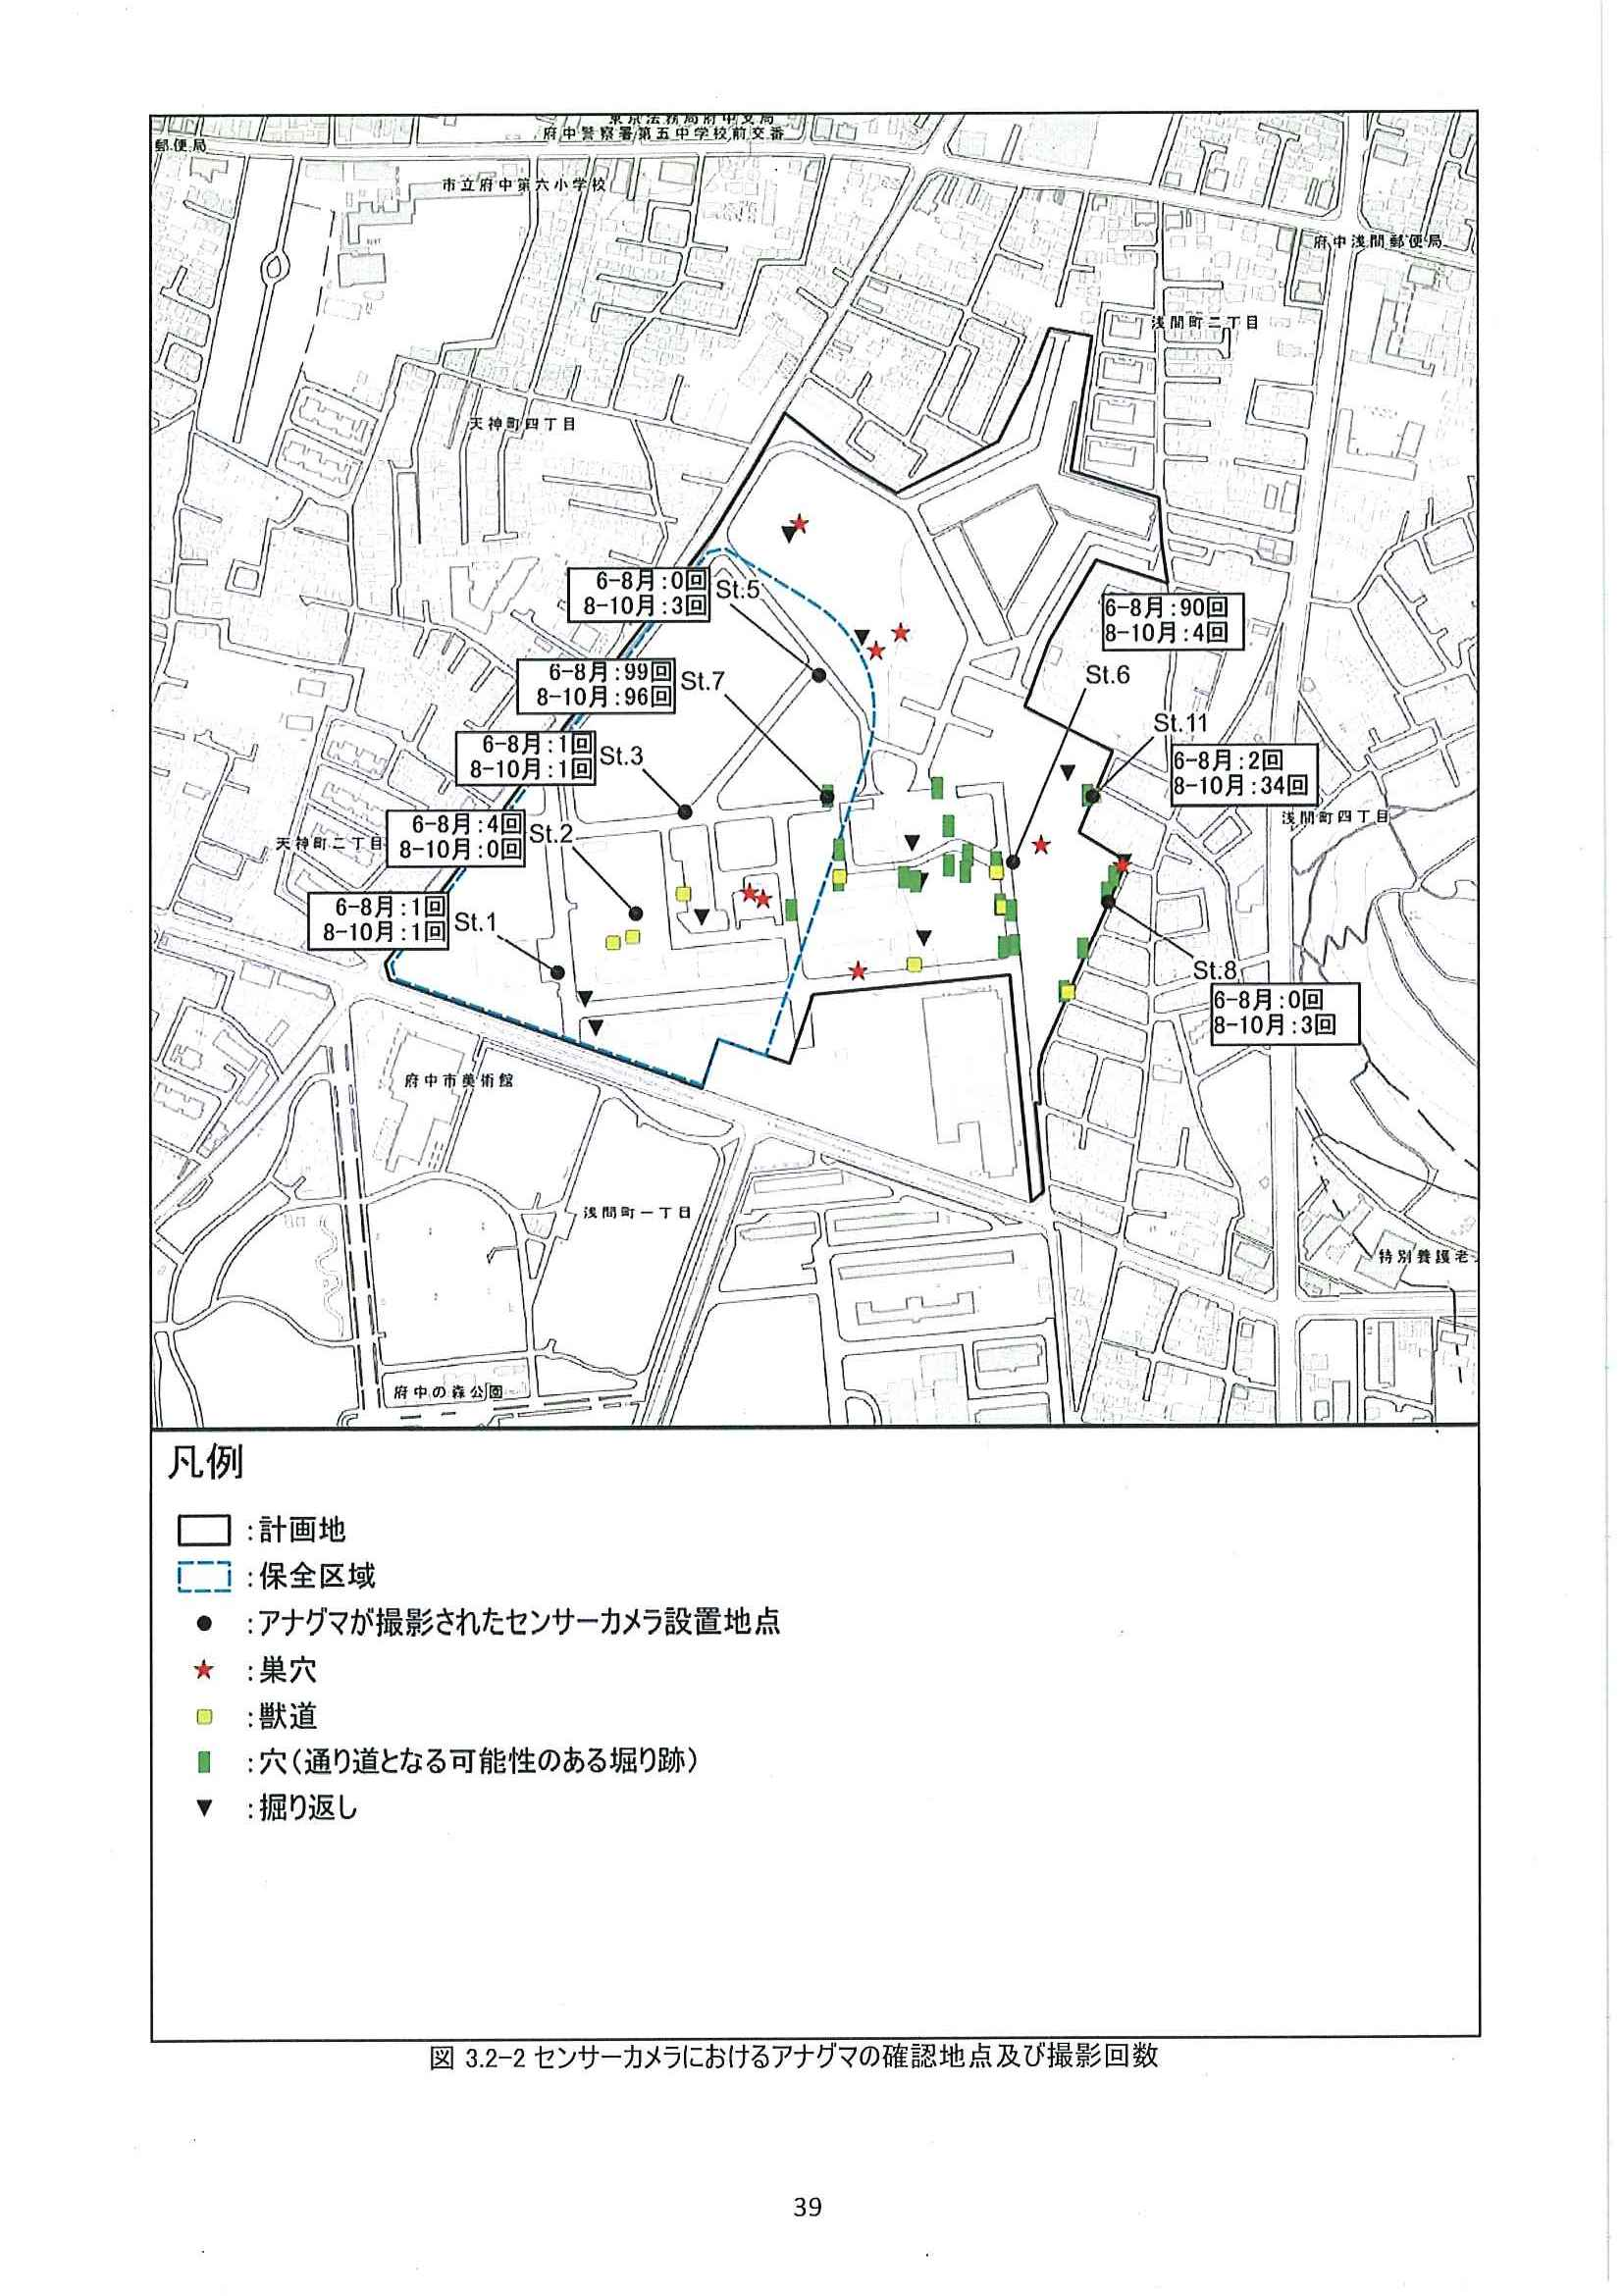 東京法務局府中支局
府中警察署第五中学校前交番
郵便局
市立府中第六小学校
府中浅間郵便局
浅間町二丁目
天神町四丁目
6-8月:0回
8-10月:3回
St.5
6-8月:90回
8-10月:4回
St.6
6-8月:99回
8-10月:96回
St.7
St.11
6-8月:2回
8-10月:34回
6-8月:1回
8-10月:1回
St.3
浅間町四丁目
6-8月:4回
8-10月:0回
St.2
天神町二丁目
6-8月:1回
8-10月:1回
St.1
St.8
6-8月:0回
8-10月:3回
府中市美術館
浅間町一丁目
特別養護老
府中の森公園
凡例
:計画地
:保全区域
:アナグマが撮影されたセンサーカメラ設置地点
:巣穴
:獣道
:穴(通り道となる可能性のある堀り跡)
:掘り返し
図 3.2-2 センサーカメラにおけるアナグマの確認地点及び撮影回数
39